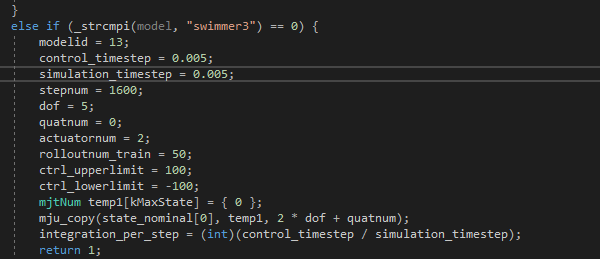 }
else if (_strcmpi(model, "swimmer3") == 0) {
modelid = 13;
control_timestep = 0.005;
simulation_timestep = 0.005;
stepnum = 1600;
dof = 5;
quatnum = 0;
actuatornum = 2;
rolloutnum_train = 50;
ctrl_upperlimit = 100;
ctrl_lowerlimit = -100;
mjtNum temp1[kMaxState] = { 0 };
mju_copy(state_nominal[0], temp1, 2 * dof + quatnum);
integration_per_step = (int)(control_timestep / simulation_timestep);
return 1;